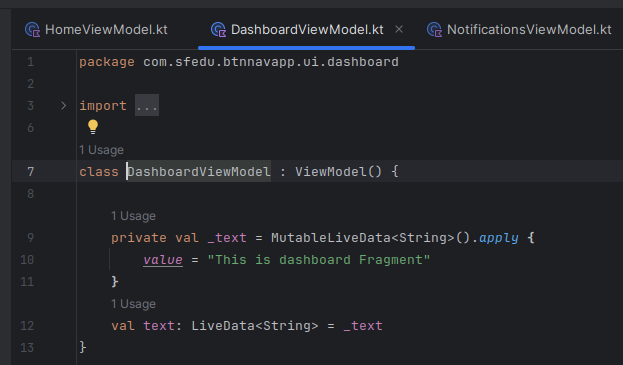 HomeViewModel.kt DashboardViewModel.kt NotificationsViewModel.kt
1 package com.sfedu.btnnavapp.ui.dashboard
2
3 import ...
6
1 Usage
7 class DashboardViewModel : ViewModel() {
8
1 Usage
9 private val _text = MutableLiveData<String>().apply {
10 value = "This is dashboard Fragment"
11 }
1 Usage
12 val text: LiveData<String> = _text
13 }